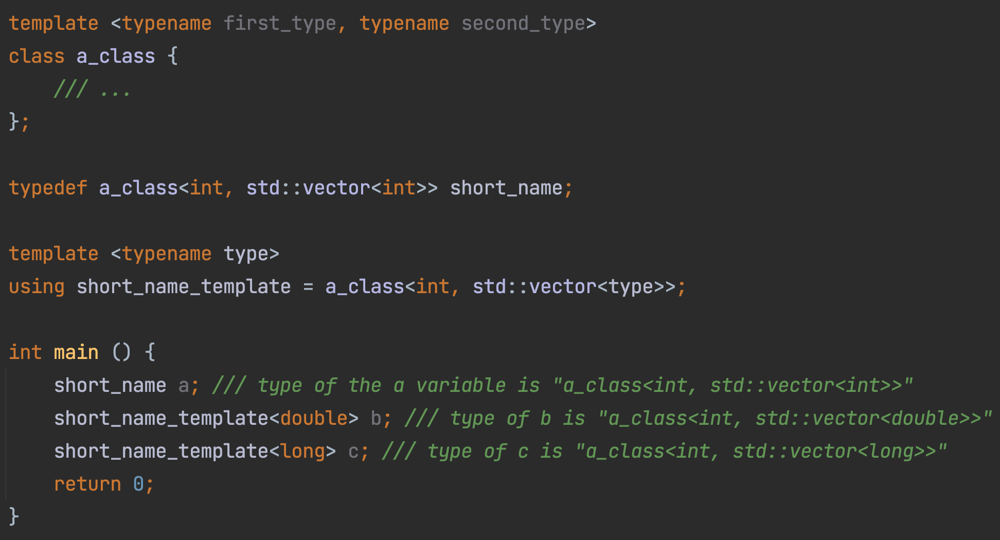 template <typename first_type, typename second_type>
class a_class {
    /// ...
};
typedef a_class<int, std::vector<int>> short_name;
template <typename type>
using short_name_template = a_class<int, std::vector<type>>;
int main () {
    short_name a; /// type of the a variable is "a_class<int, std::vector<int>>"
    short_name_template<double> b; /// type of b is "a_class<int, std::vector<double>>"
    short_name_template<long> c; /// type of c is "a_class<int, std::vector<long>>"
    return 0;
}